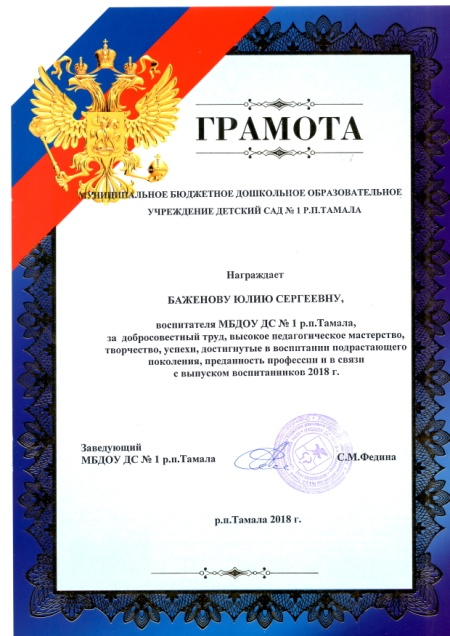 ГРАМОТА
МУНИЦИПАЛЬНОЕ БЮДЖЕТНОЕ ДОШКОЛЬНОЕ ОБРАЗОВАТЕЛЬНОЕ
УЧРЕЖДЕНИЕ ДЕТСКИЙ САД № 1 Р.П.ТАМАЛА
Награждает
БАЖЕНОВУ ЮЛИЮ СЕРГЕЕВНУ,
воспитателя МБДОУ ДС № 1 р.п.Тамала,
за добросовестный труд, высокое педагогическое мастерство,
творчество, успехи, достигнутые в воспитании подрастающего
поколения, преданность профессии и в связи
с выпуском воспитанников 2018 г.
Заведующий
МБДОУ ДС № 1 р.п.Тамала С.М.Федина
р.п.Тамала 2018 г.